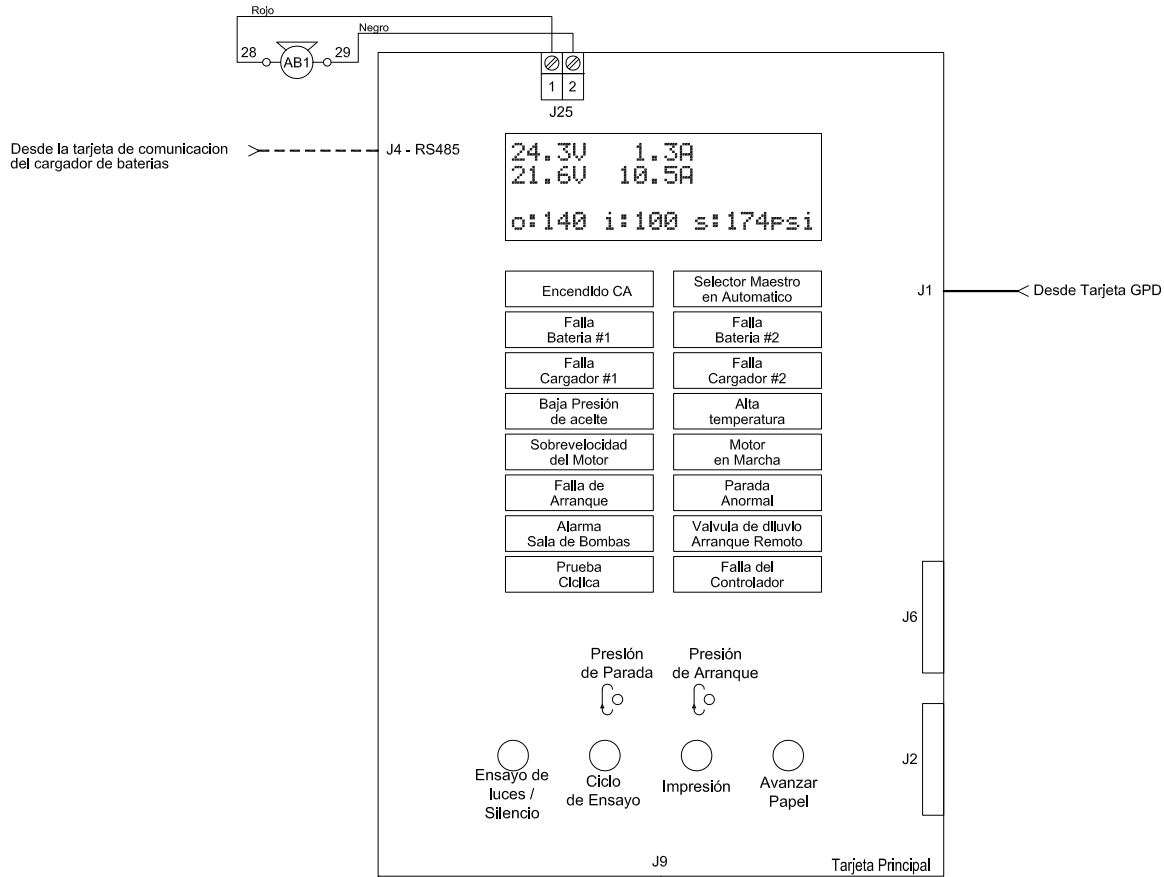 Rojo
Negro
28
AB1
29
1 2
J25
Desde la tarjeta de comunicacion
del cargador de baterias
J4 - RS485
24.3V 1.3A
21.6V 10.5A
o:140 i:100 s:174psi
Encendido CA
Selector Maestro
en Automatico
J1
Desde Tarjeta GPD
Falla
Bateria #1
Falla
Bateria #2
Falla
Cargador #1
Falla
Cargador #2
Baja Presión
de aceite
Alta
temperatura
Sobrevelocidad
del Motor
Motor
en Marcha
Falla de
Arranque
Parada
Anormal
Alarma
Sala de Bombas
Valvula de diluvio
Arranque Remoto
Prueba
Ciclica
Falla del
Controlador
J6
Presión
de Parada
Presión
de Arranque
J2
Ensayo de
luces /
Silencio
Ciclo
de Ensayo
Impresión
Avanzar
Papel
J9
Tarjeta Principal